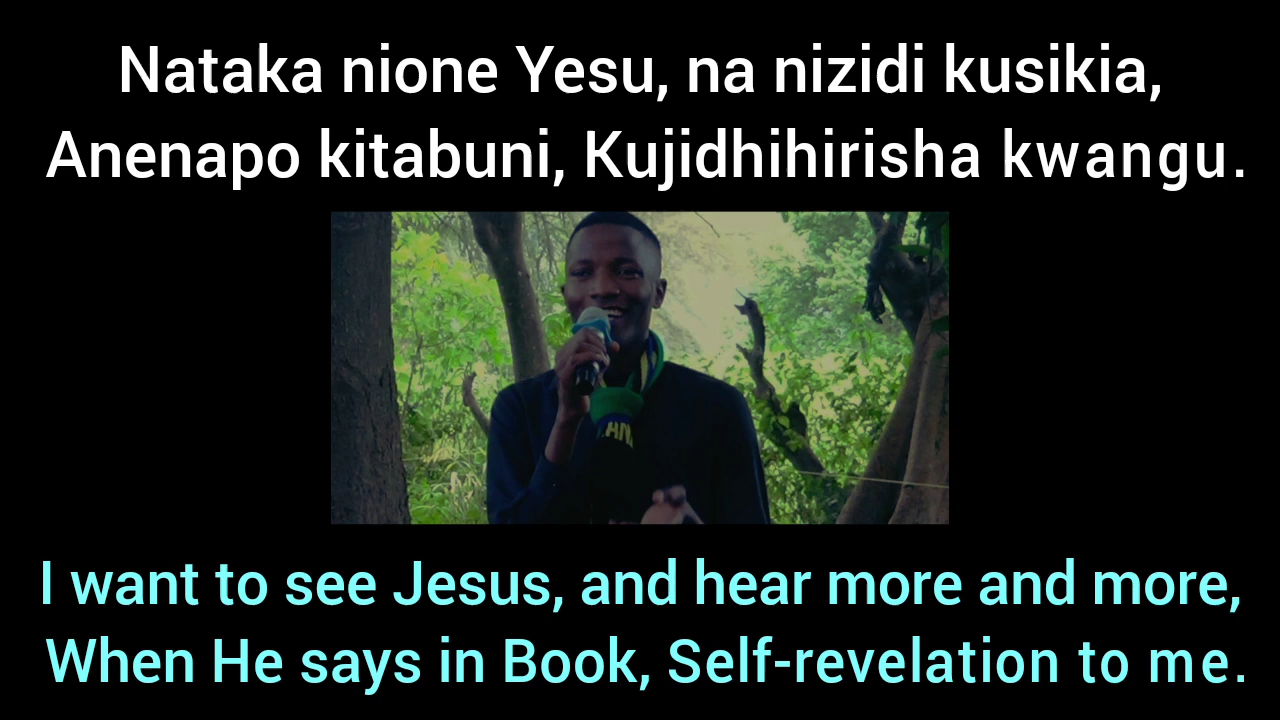 Nataka nione Yesu, na nizidi kusikia,
Anenapo kitabuni, Kujidhihirisha kwangu.
I want to see Jesus, and hear more and more,
When He says in Book, Self-revelation to me.